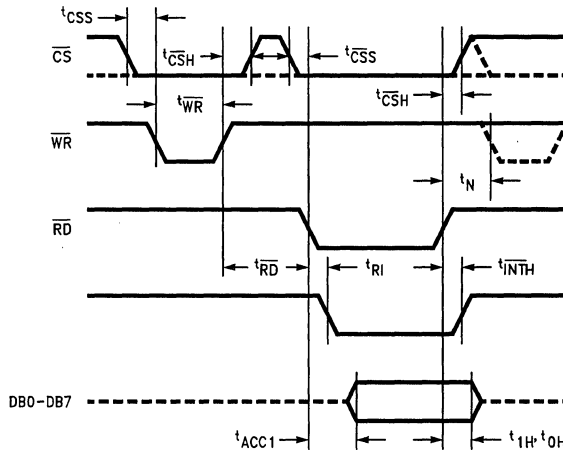 tCSS
CS
tCSH
tCSS
tWR
tCSH
WR
tN
RD
tRD
tRI
tINTH
DB0-DB7
tACC1
t1H, t0H